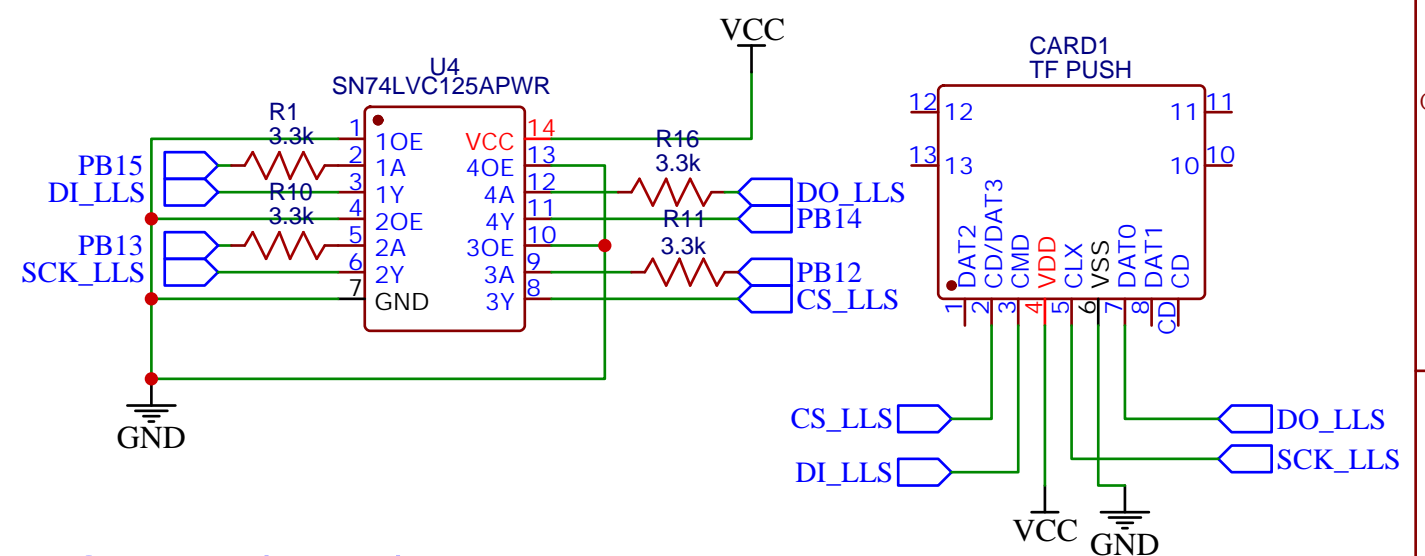 VCC
U4
SN74LVC125APWR
R1
3.3k
PB15
DI_LLS
R10
3.3k
PB13
SCK_LLS
1
2
3
4
5
6
7
1OE
1A
1Y
2OE
2A
2Y
GND
VCC
4OE
4A
4Y
3OE
3A
3Y
14
13
12
11
10
9
8
R16
3.3k
DO_LLS
PB14
R11
3.3k
PB12
CS_LLS
GND
CARD1
TF PUSH
12
12
13
13
11
11
10
10
DAT2
CD/DAT3
CMD
VDD
CLX
VSS
DAT0
DAT1
CD
1
2
3
4
5
6
7
8
CD
CS_LLS
DI_LLS
DO_LLS
SCK_LLS
VCC
GND